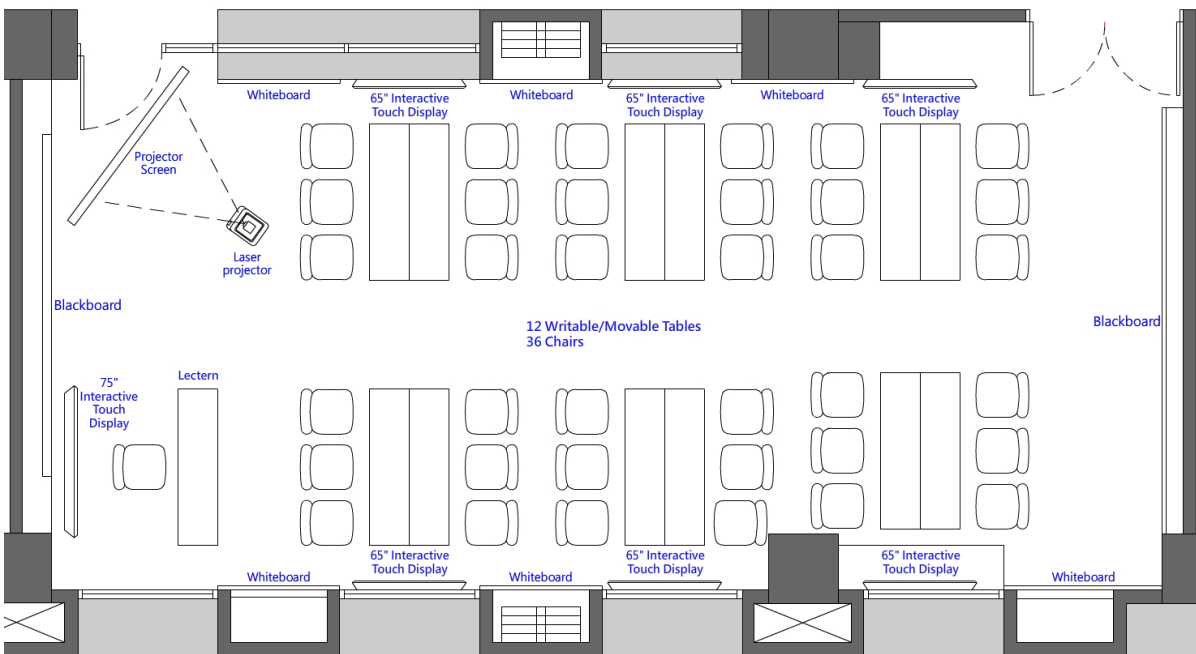 Whiteboard
65" Interactive
Touch Display
Whiteboard
65" Interactive
Touch Display
Whiteboard
65" Interactive
Touch Display
Projector
Screen
Laser
projector
Blackboard
12 Writable/Movable Tables
36 Chairs
Blackboard
75"
Interactive
Touch
Display
Lectern
65" Interactive
Touch Display
65" Interactive
Touch Display
65" Interactive
Touch Display
Whiteboard
Whiteboard
Whiteboard